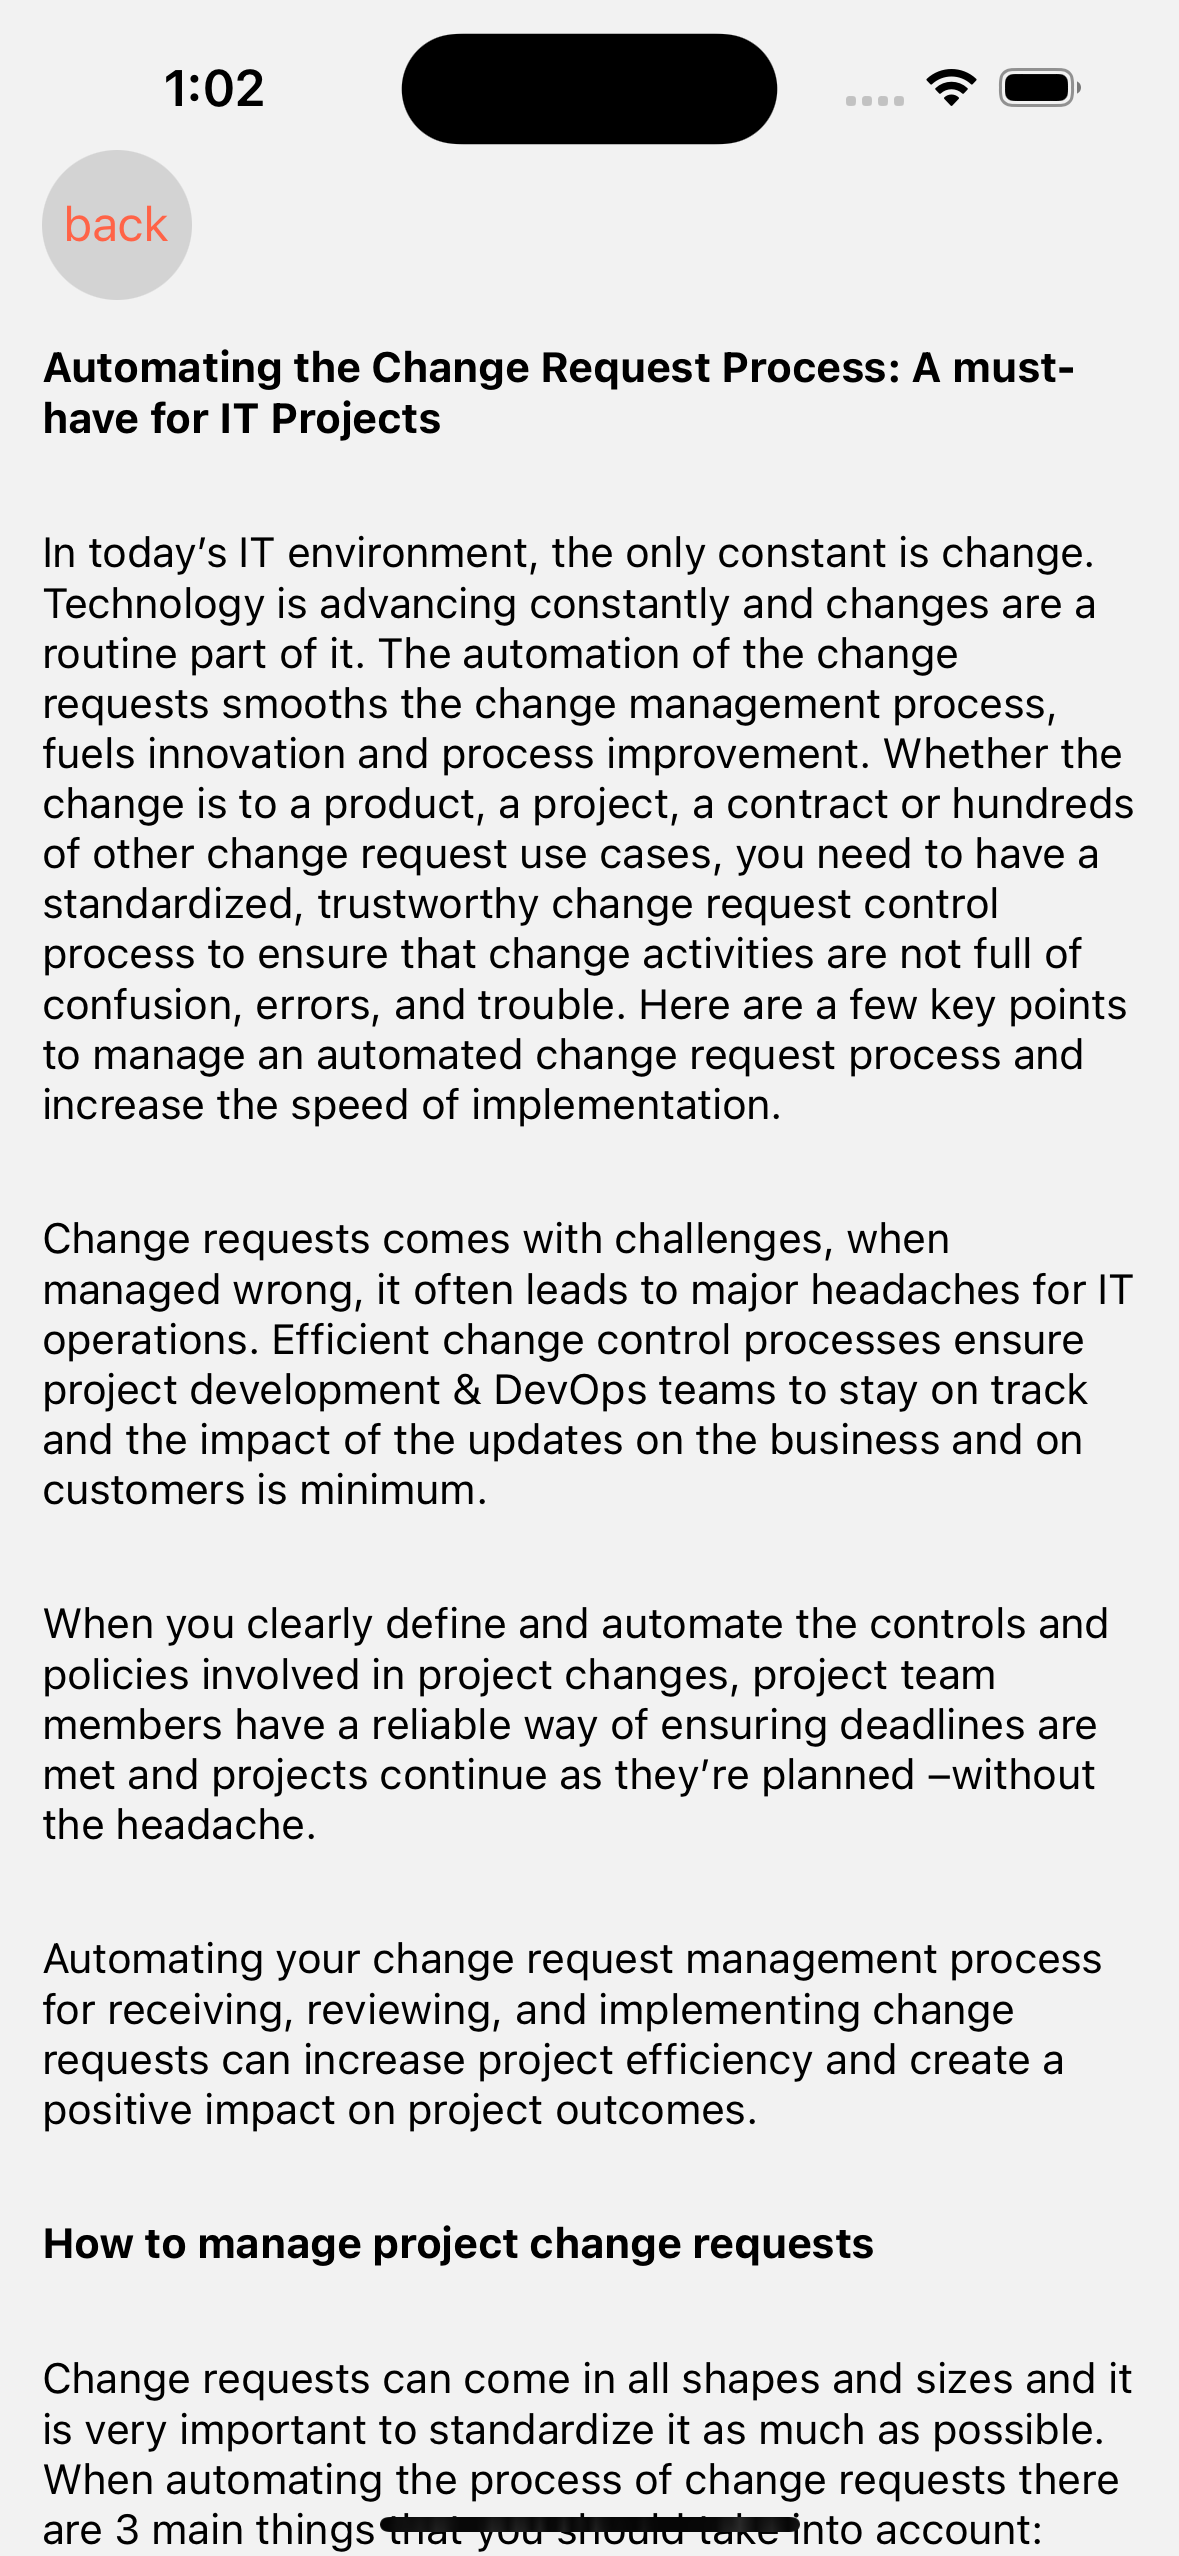 1:02
back
Automating the Change Request Process: A must-
have for IT Projects
In today’s IT environment, the only constant is change.
Technology is advancing constantly and changes are a
routine part of it. The automation of the change
requests smooths the change management process,
fuels innovation and process improvement. Whether the
change is to a product, a project, a contract or hundreds
of other change request use cases, you need to have a
standardized, trustworthy change request control
process to ensure that change activities are not full of
confusion, errors, and trouble. Here are a few key points
to manage an automated change request process and
increase the speed of implementation.
Change requests comes with challenges, when
managed wrong, it often leads to major headaches for IT
operations. Efficient change control processes ensure
project development & DevOps teams to stay on track
and the impact of the updates on the business and on
customers is minimum.
When you clearly define and automate the controls and
policies involved in project changes, project team
members have a reliable way of ensuring deadlines are
met and projects continue as they’re planned –without
the headache.
Automating your change request management process
for receiving, reviewing, and implementing change
requests can increase project efficiency and create a
positive impact on project outcomes.
How to manage project change requests
Change requests can come in all shapes and sizes and it
is very important to standardize it as much as possible.
When automating the process of change requests there
are 3 main things that you should take into account: